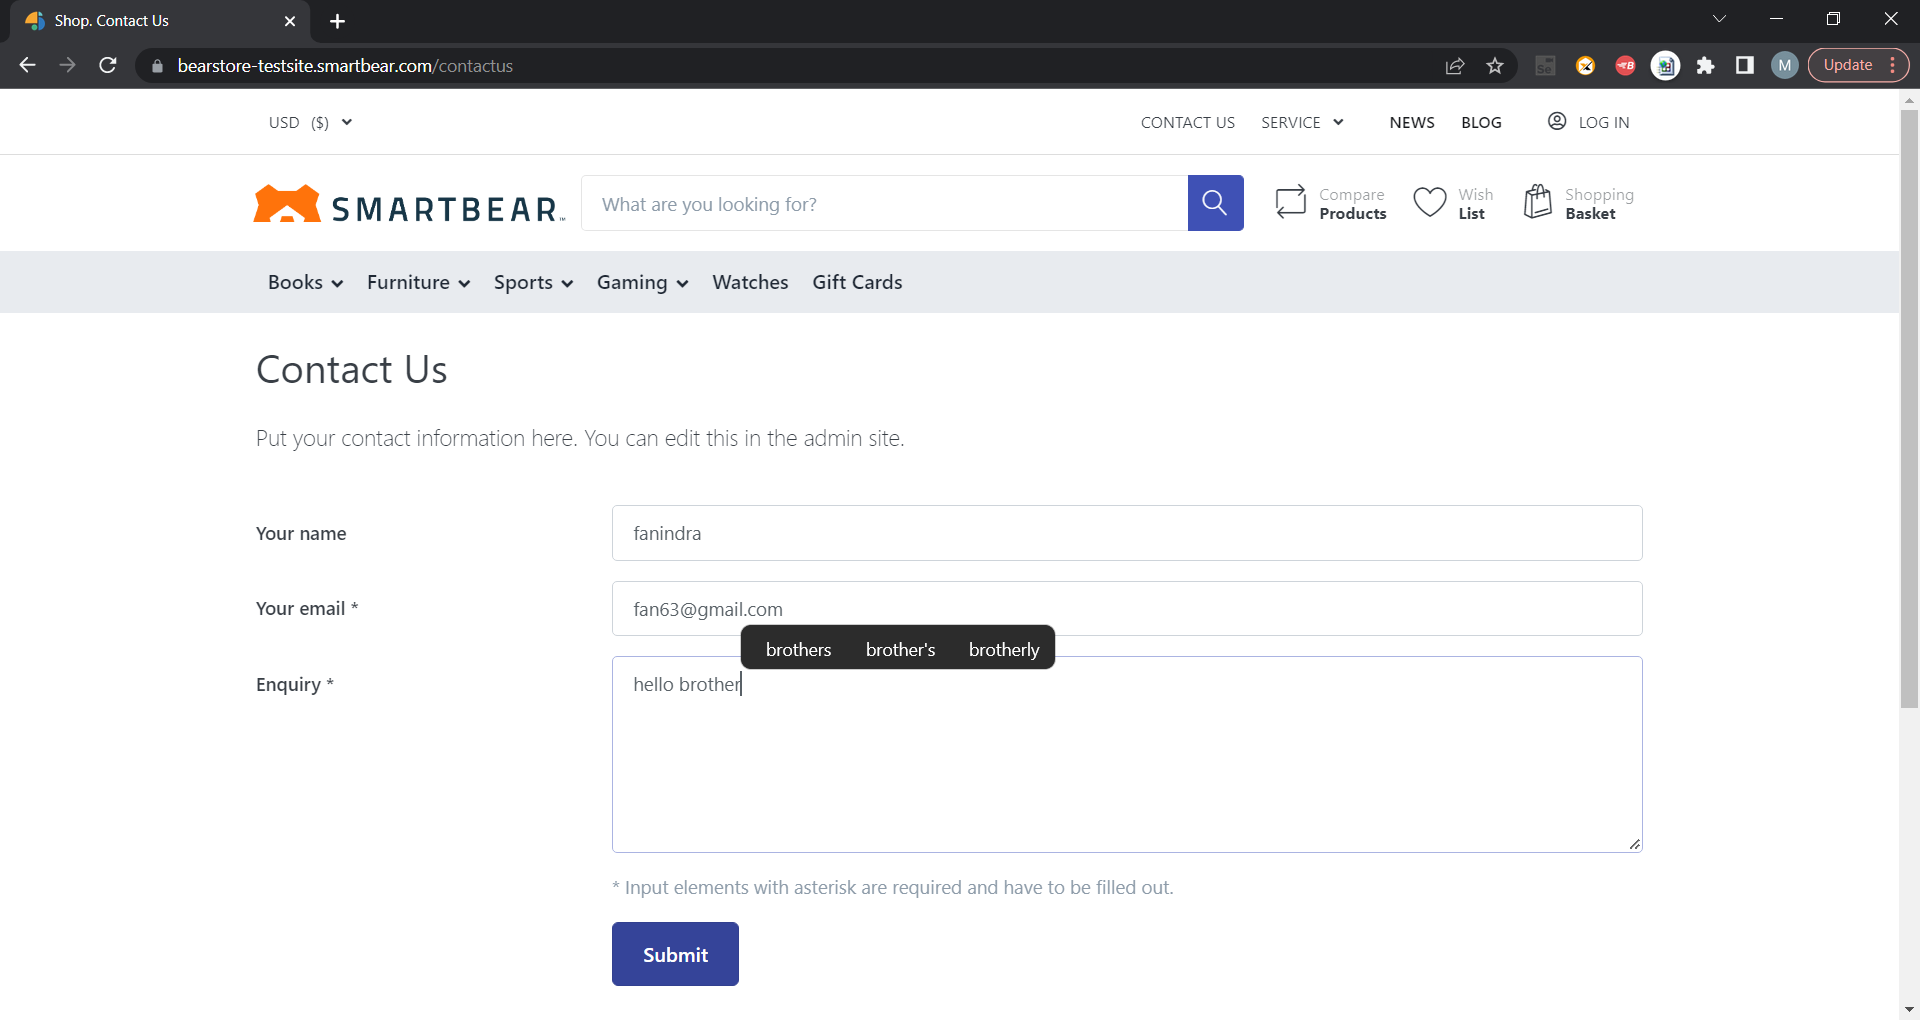 Shop. Contact Us
bearstore-testsite.smartbear.com/contactus
Se
B
M
Update
USD ($)
CONTACT US SERVICE NEWS BLOG LOG IN
SMARTBEAR™
What are you looking for?
Compare Products
Wish List
Shopping Basket
Books Furniture Sports Gaming Watches Gift Cards
Contact Us
Put your contact information here. You can edit this in the admin site.
Your name
fanindra
Your email *
fan63@gmail.com
brothers brother's brotherly
Enquiry *
hello brother
* Input elements with asterisk are required and have to be filled out.
Submit